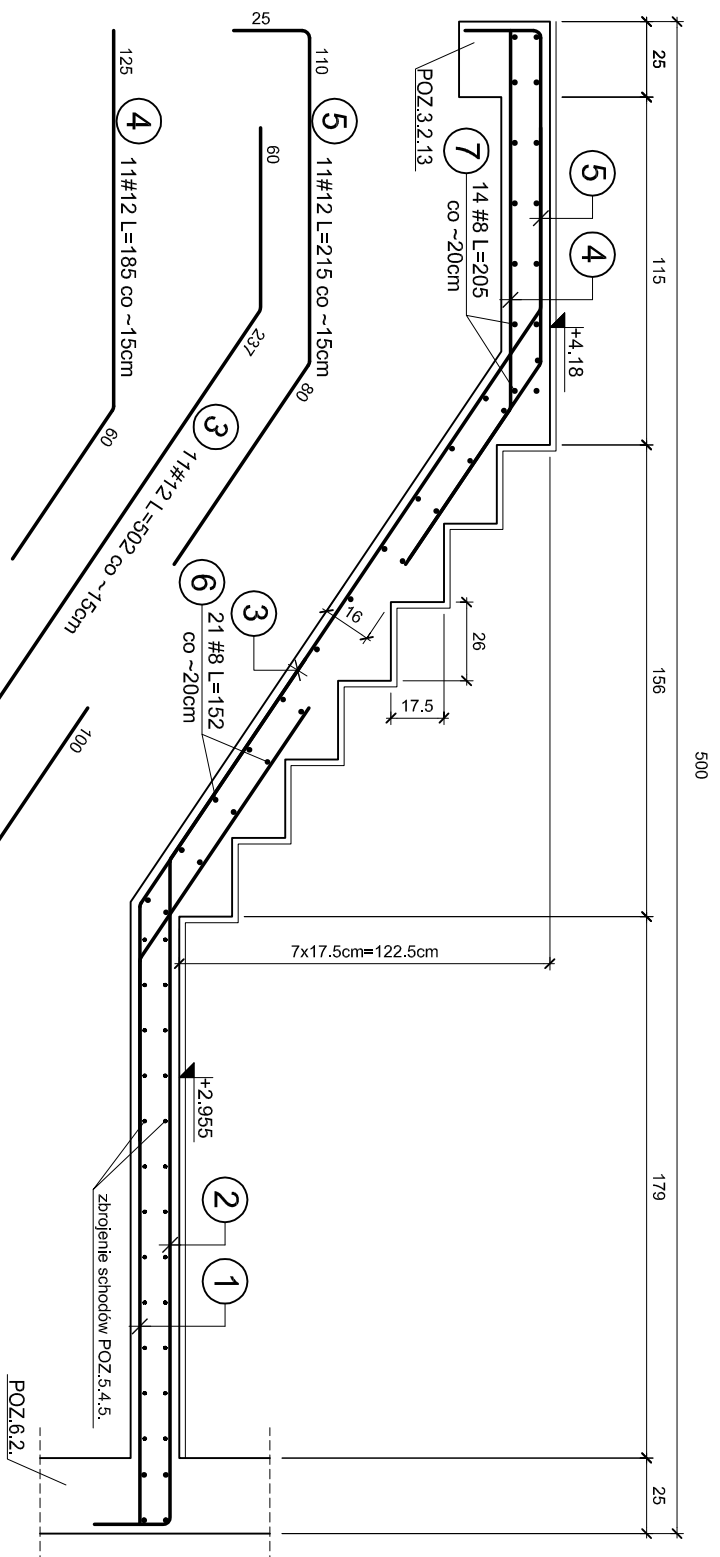 500
25
115
156
179
25
5
4
+4.18
7
14 #8 L=205
co ~20cm
POZ.3.2.13
26
17.5
16
3
6
21 #8 L=152
co ~20cm
7x17.5cm=122.5cm
+2.955
2
1
zbrojenie schodów POZ.5.4.5.
POZ.6.2.
25
110
5
11#12 L=215 co ~15cm
80
60
237
3
11#12 L=502 co ~15cm
100
125
4
11#12 L=185 co ~15cm
60